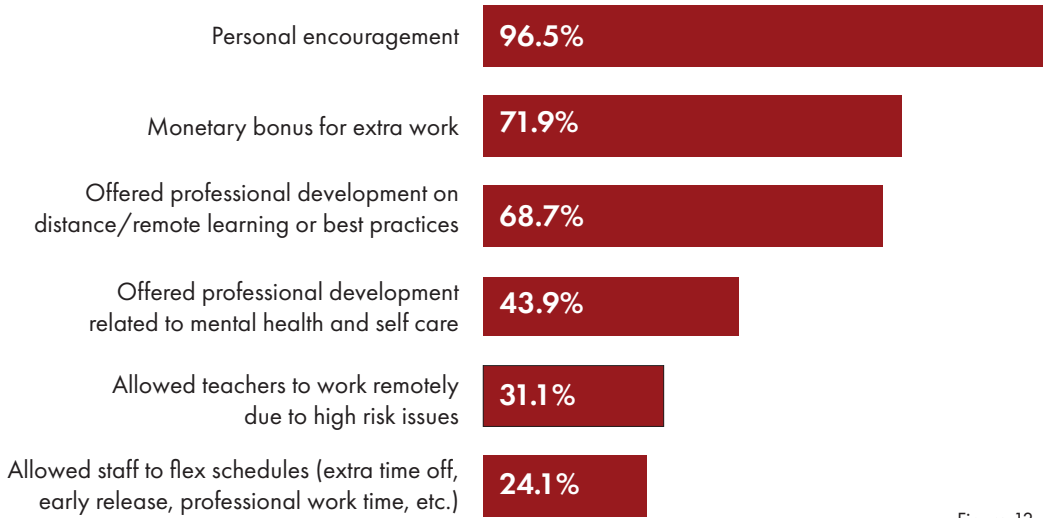 Personal encouragement 96.5%
Monetary bonus for extra work 71.9%
Offered professional development on
distance/remote learning or best practices
68.7%
Offered professional development
related to mental health and self care
43.9%
Allowed teachers to work remotely
due to high risk issues
31.1%
Allowed staff to flex schedules (extra time off,
early release, professional work time, etc.)
24.1%